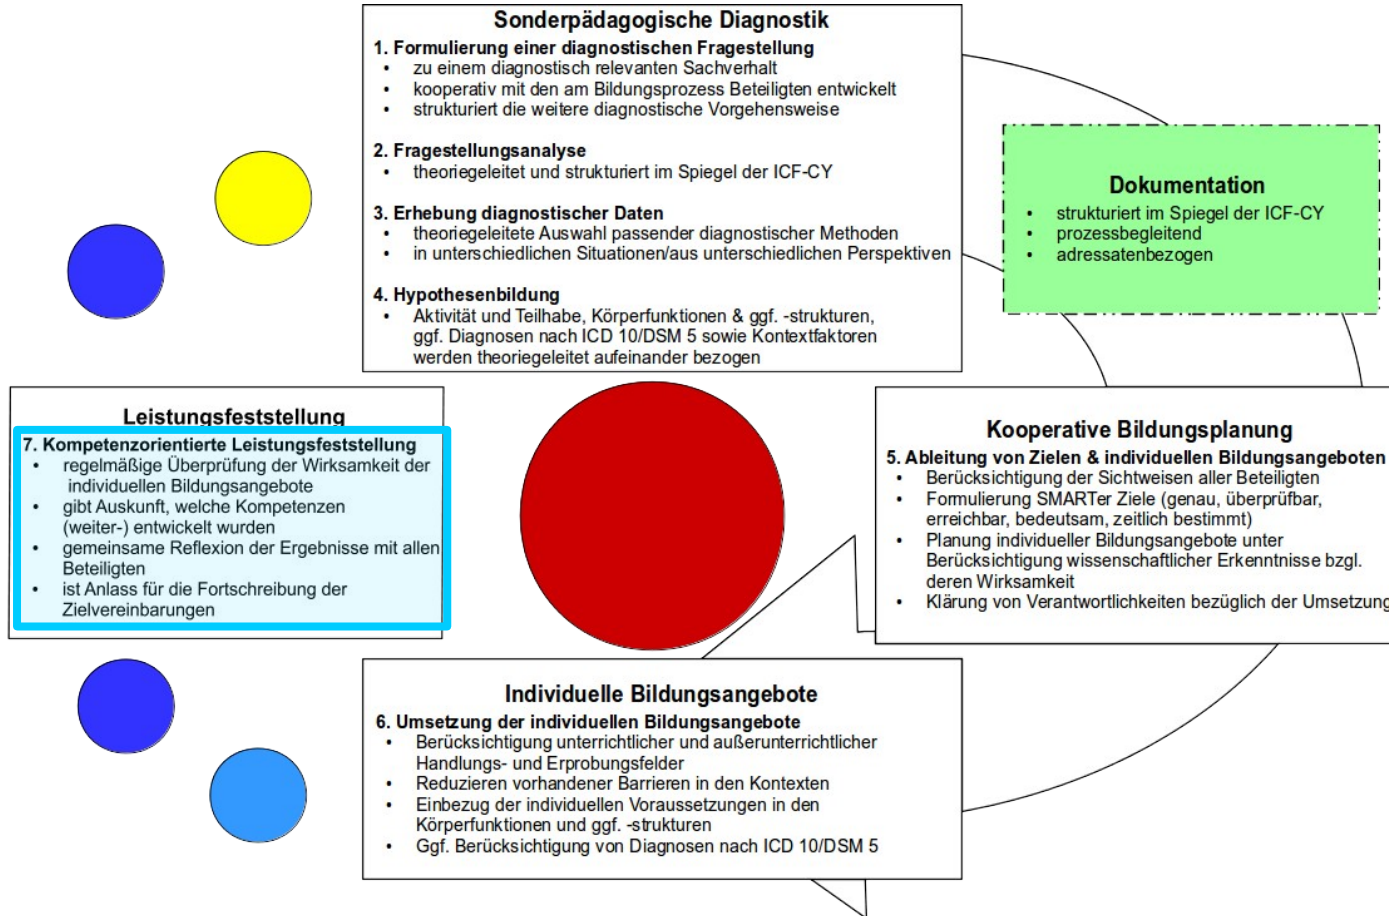 Sonderpädagogische Diagnostik
1. Formulierung einer diagnostischen Fragestellung
• zu einem diagnostisch relevanten Sachverhalt
• kooperativ mit den am Bildungsprozess Beteiligten entwickelt
• strukturiert die weitere diagnostische Vorgehensweise
2. Fragestellungsanalyse
• theoriegeleitet und strukturiert im Spiegel der ICF-CY
3. Erhebung diagnostischer Daten
• theoriegeleitete Auswahl passender diagnostischer Methoden
• in unterschiedlichen Situationen/aus unterschiedlichen Perspektiven
4. Hypothesenbildung
• Aktivität und Teilhabe, Körperfunktionen & ggf. -strukturen,
ggf. Diagnosen nach ICD 10/DSM 5 sowie Kontextfaktoren
werden theoriegeleitet aufeinander bezogen
Dokumentation
• strukturiert im Spiegel der ICF-CY
• prozessbegleitend
• adressatenbezogen
Kooperative Bildungsplanung
5. Ableitung von Zielen & individuellen Bildungsangeboten
• Berücksichtigung der Sichtweisen aller Beteiligten
• Formulierung SMARTer Ziele (genau, überprüfbar,
erreichbar, bedeutsam, zeitlich bestimmt)
• Planung individueller Bildungsangebote unter
Berücksichtigung wissenschaftlicher Erkenntnisse bzgl.
deren Wirksamkeit
• Klärung von Verantwortlichkeiten bezüglich der Umsetzung
Individuelle Bildungsangebote
6. Umsetzung der individuellen Bildungsangebote
• Berücksichtigung unterrichtlicher und außerunterrichtlicher
Handlungs- und Erprobungsfelder
• Reduzieren vorhandener Barrieren in den Kontexten
• Einbezug der individuellen Voraussetzungen in den
Körperfunktionen und ggf. -strukturen
• Ggf. Berücksichtigung von Diagnosen nach ICD 10/DSM 5
Leistungsfeststellung
7. Kompetenzorientierte Leistungsfeststellung
• regelmäßige Überprüfung der Wirksamkeit der
individuellen Bildungsangebote
• gibt Auskunft, welche Kompetenzen
(weiter-) entwickelt wurden
• gemeinsame Reflexion der Ergebnisse mit allen
Beteiligten
• ist Anlass für die Fortschreibung der
Zielvereinbarungen